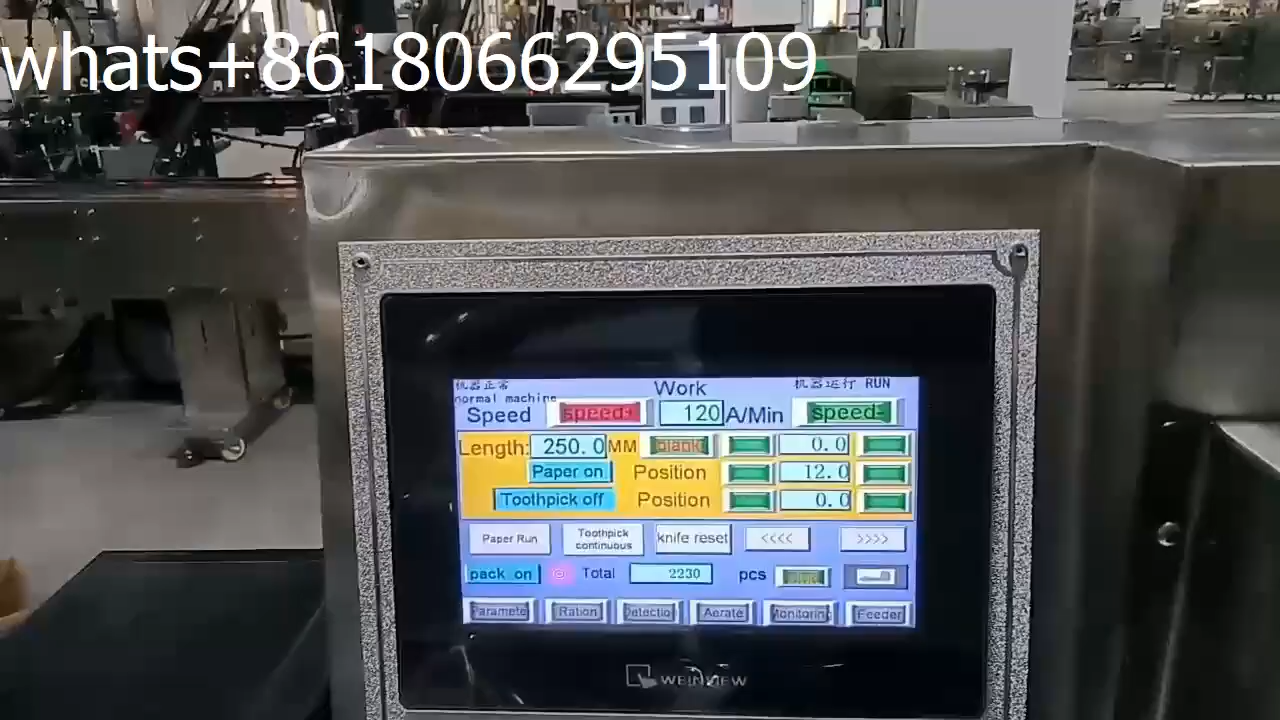 whats+8618066295109
机器正常 Work 机器运行 RUN
normal machine
Speed speed+ 120 A/Min speed-
Length: 250.0 MM blank 0.0
Paper on Position 12.0
Toothpick off Position 0.0
Paper Run Toothpick continuous knife reset <<<< >>>>
pack on Total 2230 pcs
Paramete Ration Detection Aerate Monitoring Feeder
WEINVIEW